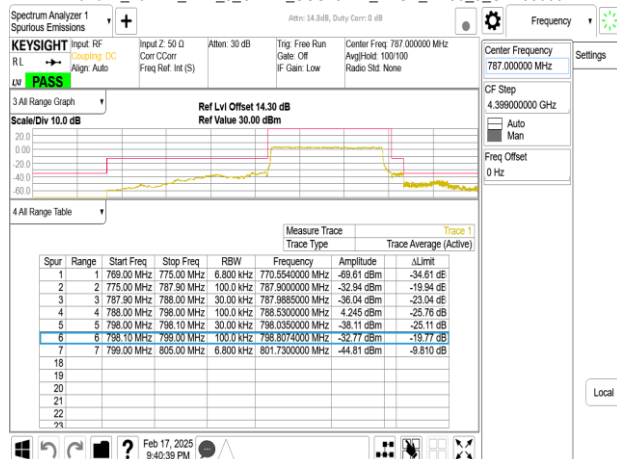 Spectrum Analyzer 1
Spurious Emissions
Attn: 14.3dB, Duty Corr: 0 dB
Frequency
KEYSIGHT
RL
PASS
Input: RF
Coupling: DC
Align: Auto
Input Z: 50 Ω
Corr CCorr
Freq Ref: Int (S)
Atten: 30 dB
Trig: Free Run
Gate: Off
IF Gain: Low
Center Freq: 787.000000 MHz
Avg|Hold: 100/100
Radio Std: None
Center Frequency
787.000000 MHz
Settings
CF Step
4.399000000 GHz
Auto
Man
Freq Offset
0 Hz
3 All Range Graph
Scale/Div 10.0 dB
Ref Lvl Offset 14.30 dB
Ref Value 30.00 dBm
20.0
0.00
-20.0
-40.0
-60.0
4 All Range Table
Measure Trace Trace 1
Trace Type Trace Average (Active)
Spur Range Start Freq Stop Freq RBW Frequency Amplitude ΔLimit
1 1 769.00 MHz 775.00 MHz 6.800 kHz 770.5540000 MHz -69.61 dBm -34.61 dB
2 2 775.00 MHz 787.90 MHz 100.0 kHz 787.9000000 MHz -32.94 dBm -19.94 dB
3 3 787.90 MHz 788.00 MHz 30.00 kHz 787.9885000 MHz -36.04 dBm -23.04 dB
4 4 788.00 MHz 798.00 MHz 100.0 kHz 788.5300000 MHz 4.245 dBm -25.76 dB
5 5 798.00 MHz 798.10 MHz 30.00 kHz 798.0350000 MHz -38.11 dBm -25.11 dB
6 6 798.10 MHz 799.00 MHz 100.0 kHz 798.8074000 MHz -32.77 dBm -19.77 dB
7 7 799.00 MHz 805.00 MHz 6.800 kHz 801.7300000 MHz -44.81 dBm -9.810 dB
18
19
20
21
22
23
Local
Feb 17, 2025
9:40:39 PM